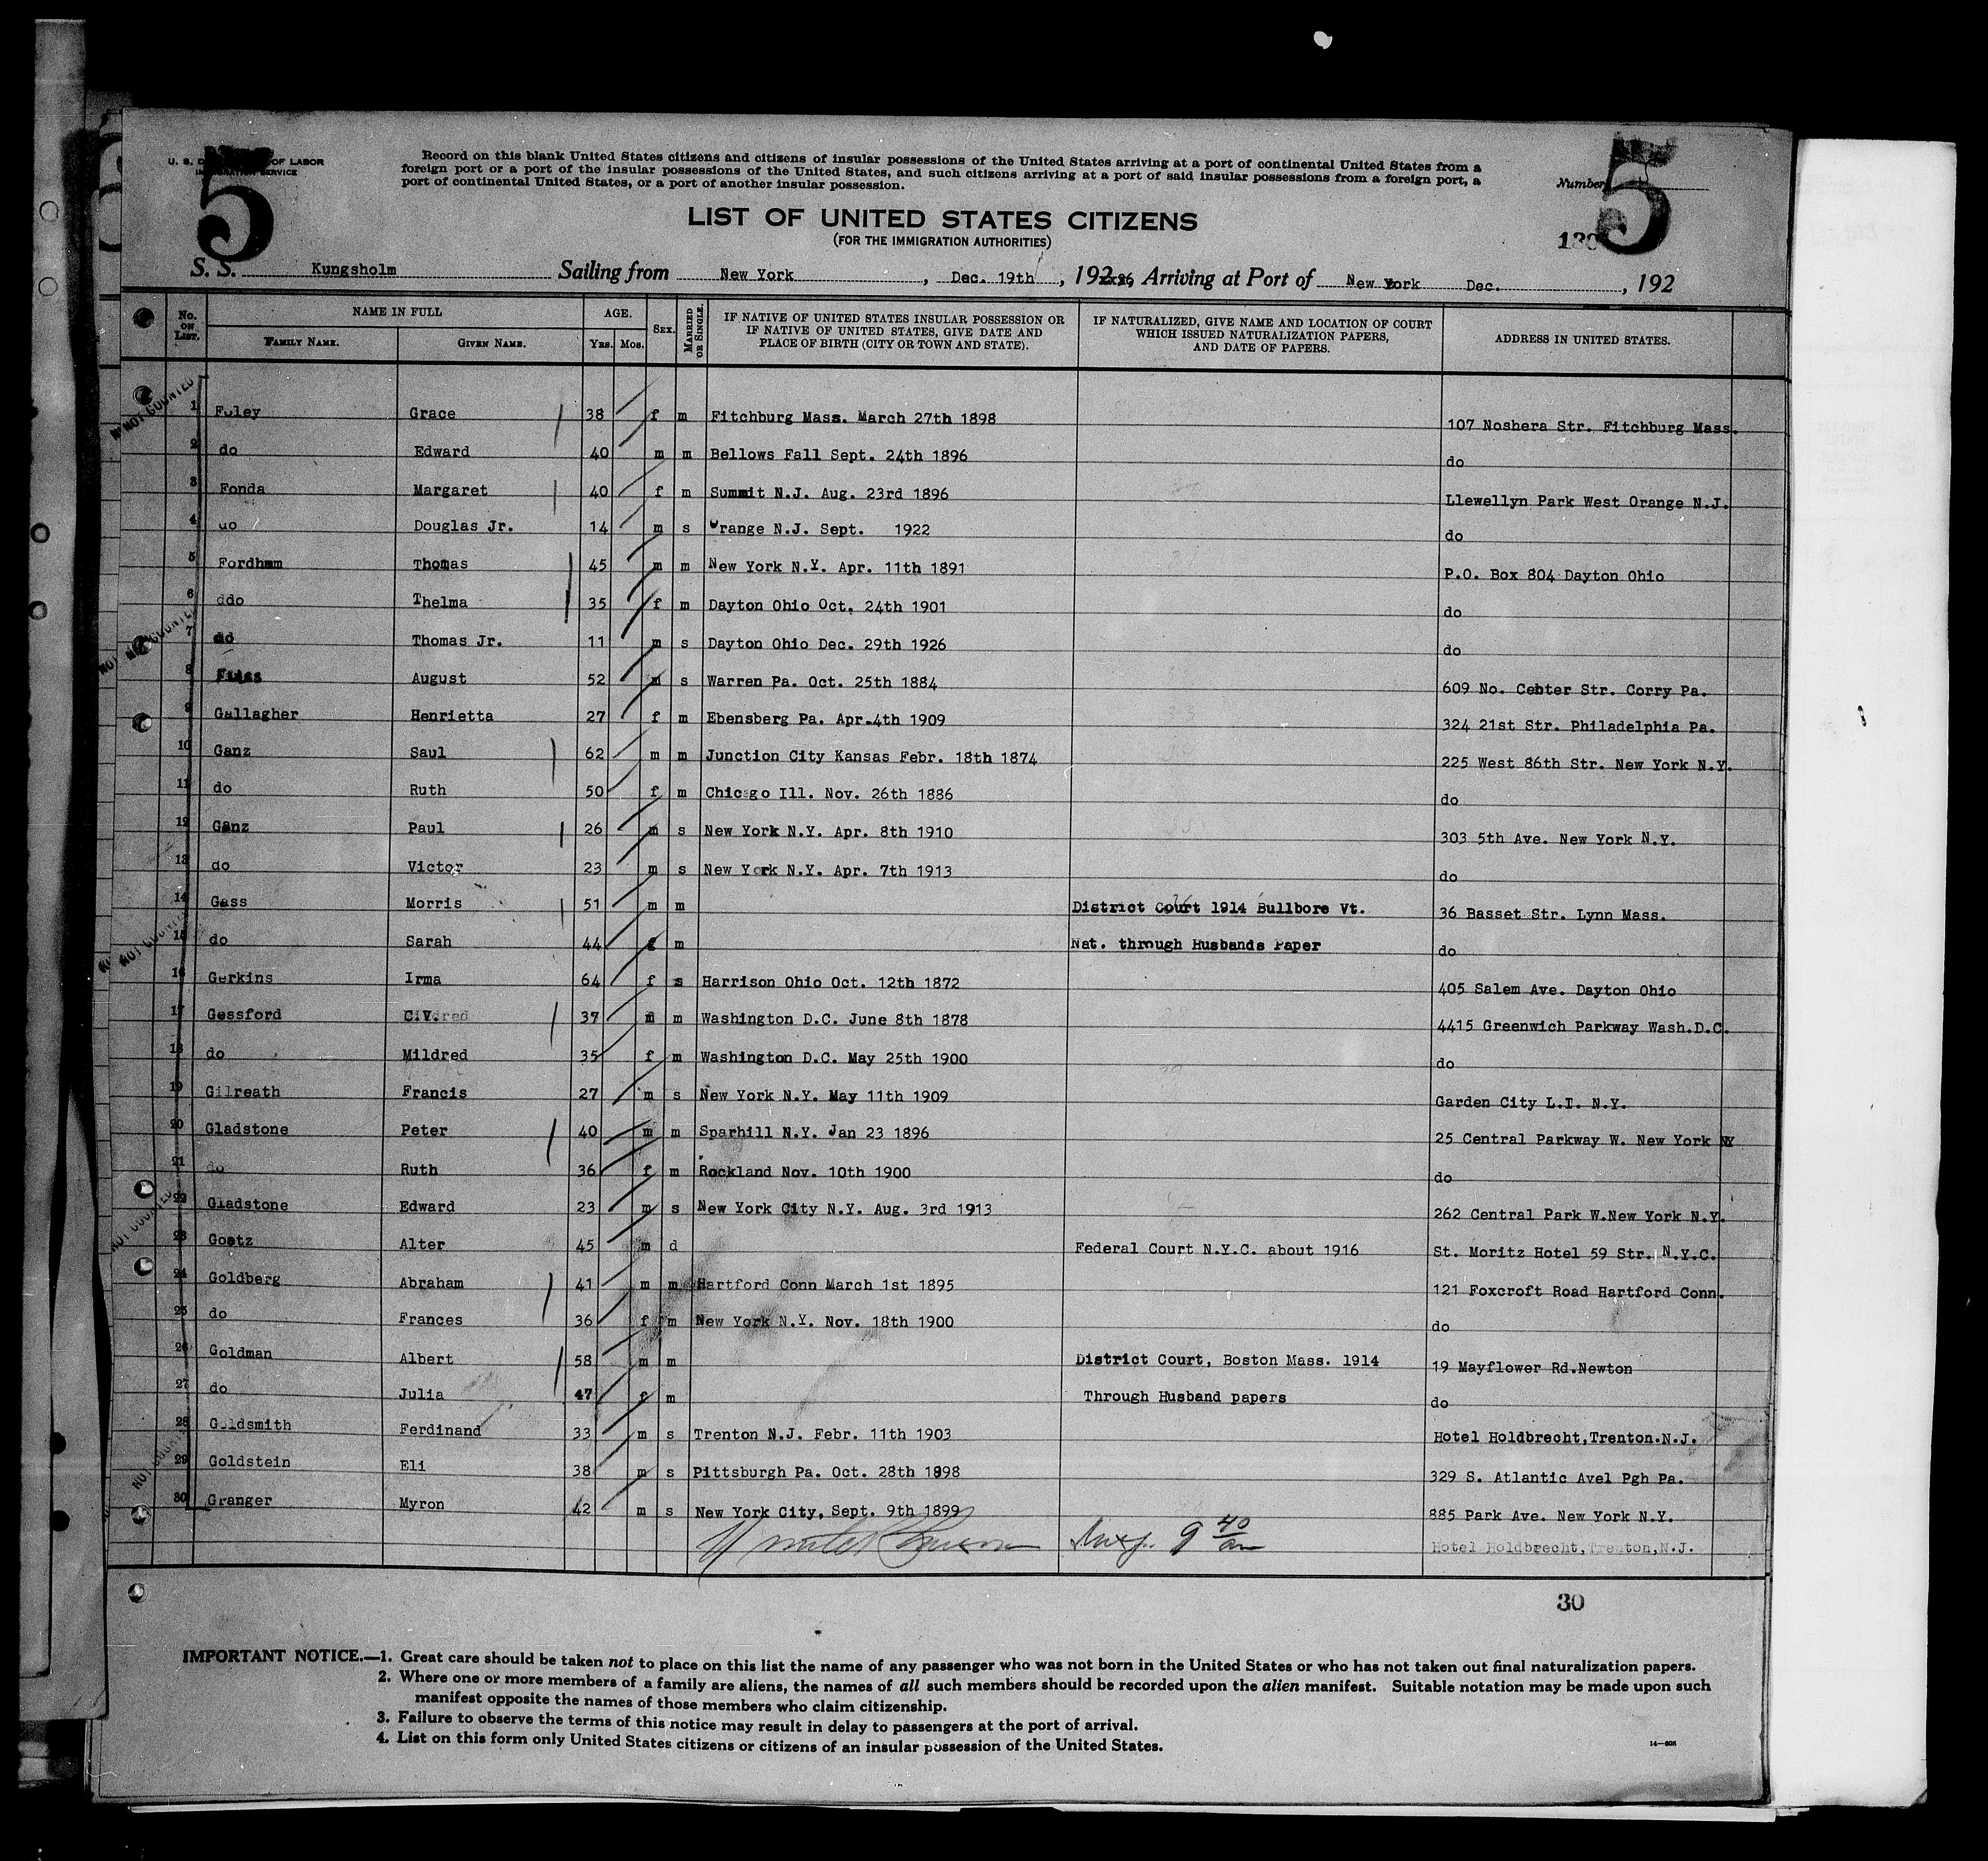 5
U. S. D OF LABOR
SERVICE
Record on this blank United States citizens and citizens of insular possessions of the United States arriving at a port of continental United States from a
foreign port or a port of the insular possessions of the United States, and such citizens arriving at a port of said insular possessions from a foreign port, a
port of continental United States, or a port of another insular possession.
Number 5
LIST OF UNITED STATES CITIZENS
(FOR THE IMMIGRATION AUTHORITIES)
S. S. Kungsholm Sailing from New York , Dec. 19th , 192 Arriving at Port of New York Dec. , 192
No. ON LIST. NAME IN FULL FAMILY NAME. GIVEN NAME. AGE. YRS. MOS. SEX. MARRIED OR SINGLE. IF NATIVE OF UNITED STATES INSULAR POSSESSION OR IF NATIVE OF UNITED STATES, GIVE DATE AND PLACE OF BIRTH (CITY OR TOWN AND STATE). IF NATURALIZED, GIVE NAME AND LOCATION OF COURT WHICH ISSUED NATURALIZATION PAPERS, AND DATE OF PAPERS. ADDRESS IN UNITED STATES.
1 Foley Grace 38 f m Fitchburg Mass. March 27th 1898 107 Noshera Str. Fitchburg Mass.
2 do Edward 40 m m Bellows Fall Sept. 24th 1896 do
3 Fonda Margaret 40 f m Summit N.J. Aug. 23rd 1896 Llewellyn Park West Orange N.J.
4 do Douglas Jr. 14 m s Orange N.J. Sept. 1922 do
5 Fordham Thomas 45 m m New York N.Y. Apr. 11th 1891 P.O. Box 804 Dayton Ohio
6 ddo Thelma 35 f m Dayton Ohio Oct. 24th 1901 do
7 do Thomas Jr. 11 m s Dayton Ohio Dec. 29th 1926 do
8 August 52 m s Warren Pa. Oct. 25th 1884 609 No. Center Str. Corry Pa.
9 Gallagher Henrietta 27 f m Ebensberg Pa. Apr.4th 1909 324 21st Str. Philadelphia Pa.
10 Ganz Saul 62 m m Junction City Kansas Febr. 18th 1874 225 West 86th Str. New York N.Y.
11 do Ruth 50 f m Chicago Ill. Nov. 26th 1886 do
12 Ganz Paul 26 m s New York N.Y. Apr. 8th 1910 303 5th Ave. New York N.Y.
13 do Victor 23 m s New York N.Y. Apr. 7th 1913 do
14 Gass Morris 51 m m District Court 1914 Bullbore Vt. 36 Basset Str. Lynn Mass.
15 do Sarah 44 f m Nat. through Husbands Paper do
16 Gerkins Irma 64 f s Harrison Ohio Oct. 12th 1872 405 Salem Ave. Dayton Ohio
17 Gessford C.V. 37 m m Washington D.C. June 8th 1878 4415 Greenwich Parkway Wash.D.C.
18 do Mildred 35 f m Washington D.C. May 25th 1900 do
19 Gilreath Francis 27 m s New York N.Y. May 11th 1909 Garden City L.I. N.Y.
20 Gladstone Peter 40 m m Sparhill N.Y. Jan 23 1896 25 Central Parkway W. New York NY
21 do Ruth 36 f m Rockland Nov. 10th 1900 do
22 Gladstone Edward 23 m s New York City N.Y. Aug. 3rd 1913 262 Central Park W.New York N.Y.
23 Goetz Alter 45 m d Federal Court N.Y.C. about 1916 St. Moritz Hotel 59 Str. N.Y.C.
24 Goldberg Abraham 41 m m Hartford Conn March 1st 1895 121 Foxcroft Road Hartford Conn.
25 do Frances 36 f m New York N.Y. Nov. 18th 1900 do
26 Goldman Albert 58 m m District Court, Boston Mass. 1914 19 Mayflower Rd.Newton
27 do Julia 47 f m Through Husband papers do
28 Goldsmith Ferdinand 33 m s Trenton N.J. Febr. 11th 1903 Hotel Holdbrecht,Trenton.N.J.
29 Goldstein Eli 38 m s Pittsburgh Pa. Oct. 28th 1898 329 S. Atlantic Avel Pgh Pa.
30 Granger Myron 42 m s New York City, Sept. 9th 1899 885 Park Ave. New York N.Y.
9 40 Hotel Holdbrecht,Trenton,N.J.
30
IMPORTANT NOTICE.—1. Great care should be taken not to place on this list the name of any passenger who was not born in the United States or who has not taken out final naturalization papers.
2. Where one or more members of a family are aliens, the names of all such members should be recorded upon the alien manifest. Suitable notation may be made upon such
manifest opposite the names of those members who claim citizenship.
3. Failure to observe the terms of this notice may result in delay to passengers at the port of arrival.
4. List on this form only United States citizens or citizens of an insular possession of the United States.
14—608